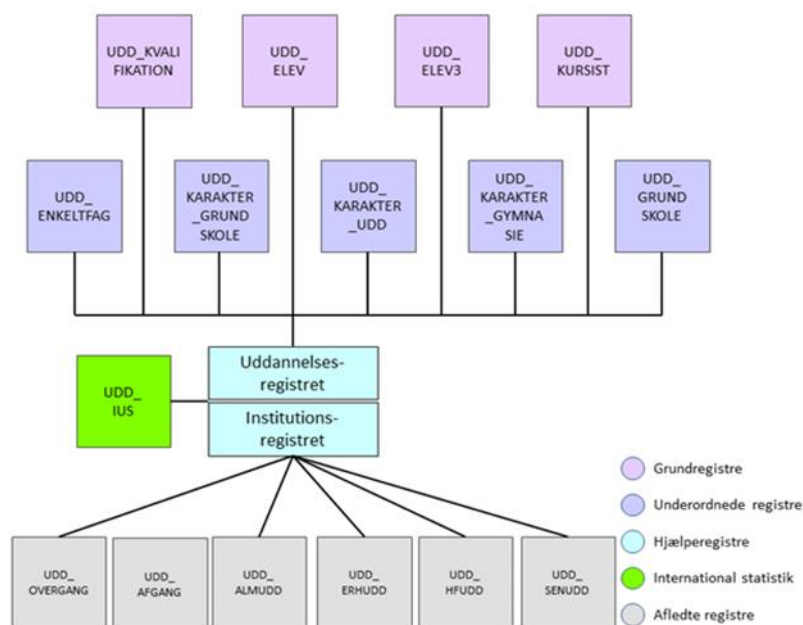 UDD_KVALI
FIKATION
UDD_
ELEV
UDD_
ELEV3
UDD_
KURSIST
UDD_
ENKELTFAG
UDD_
KARAKTER
_GRUND
SKOLE
UDD_
KARAKTER
_UDD
UDD_
KARAKTER
_GYMNA
SIE
UDD_
GRUND
SKOLE
Uddannelses-
registret
UDD_
IUS
Institutions-
registret
Grundregistre
Underordnede registre
Hjælperegistre
International statistik
Afledte registre
UDD_
OVERGANG
UDD_
AFGANG
UDD_
ALMUDD
UDD_
ERHUDD
UDD_
HFUDD
UDD_
SENUDD